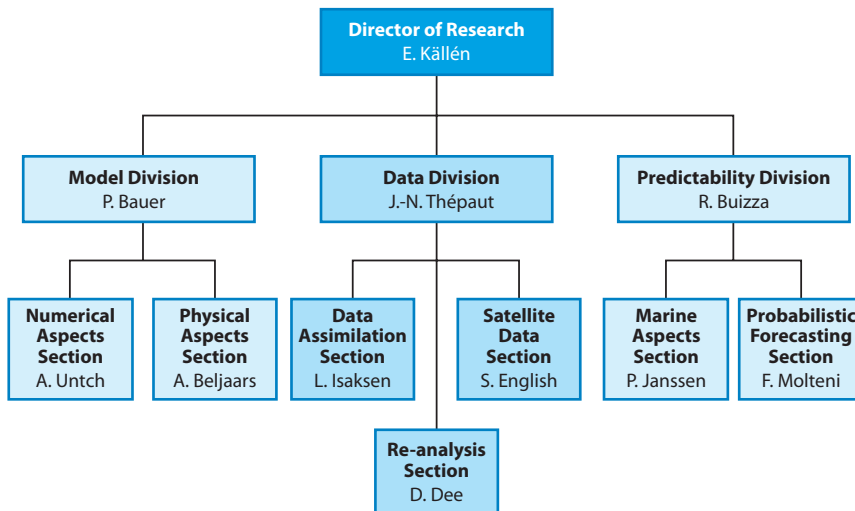 Director of Research
E. Källén
Model Division
P. Bauer
Data Division
J.-N. Thépaut
Predictability Division
R. Buizza
Numerical
Aspects
Section
A. Untch
Physical
Aspects
Section
A. Beljaars
Data
Assimilation
Section
L. Isaksen
Satellite
Data
Section
S. English
Marine
Aspects
Section
P. Janssen
Probabilistic
Forecasting
Section
F. Molteni
Re-analysis
Section
D. Dee